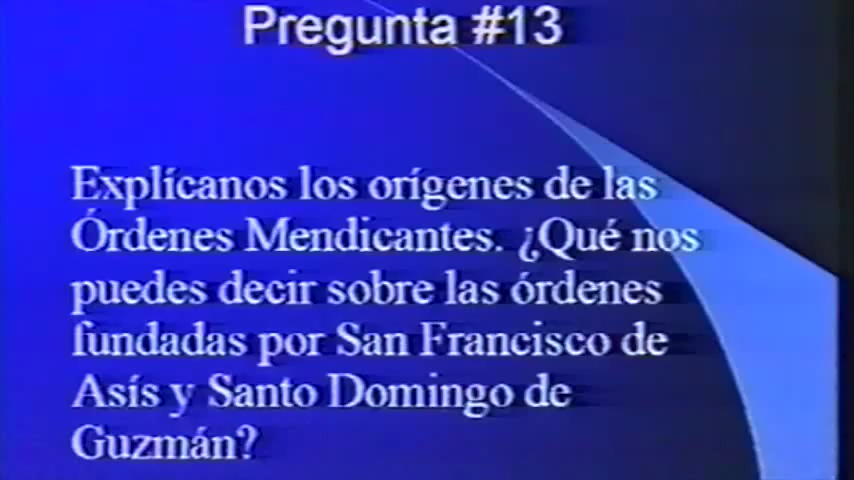 Pregunta #13
Explícanos los orígenes de las
Órdenes Mendicantes. ¿Qué nos
puedes decir sobre las órdenes
fundadas por San Francisco de
Asís y Santo Domingo de
Guzmán?